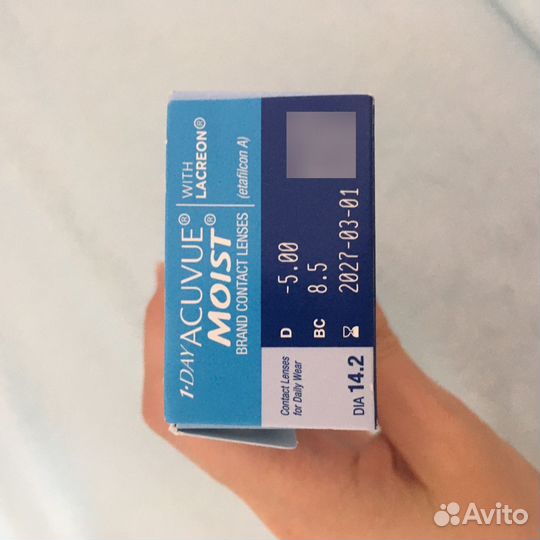 1-DAY ACUVUE® WITH
MOIST® LACREON®
BRAND CONTACT LENSES (etafilcon A)
D -5.00
BC 8.5
2027-03-01
Contact Lenses
for Daily Wear
DIA 14.2
Avito